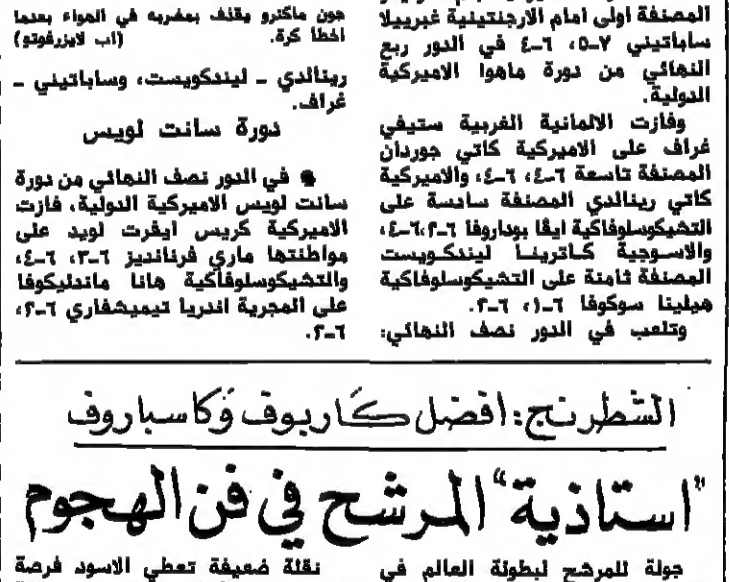 المصنفة اولى امام الارجنتينية غبرييلا
ساباتيني ٧-٥، ٦-٤ في الدور ربع
النهائي من دورة ماهوا الاميركية
الدولية.
وفازت الالمانية الغربية ستيفي
غراف على الاميركية كاتي جوردان
المصنفة تاسعة ٦-٤، ٦-٤، والاميركية
كاتي رينالدي المصنفة سادسة على
التشيكوسلوفاكية ايڤا بوداروفا ٦-٢، ٦-٤،
والاسوجية كاترينا ليندكويست
المصنفة ثامنة على التشيكوسلوفاكية
هيلينا سوكوفا ٦-١، ٦-٣.
وتلعب في الدور نصف النهائي:
جون ماكنرو يقذف بمضربه في الهواء بعدما
اخطا كرة. (اب لايزرفوتو)
رينالدي - ليندكويست، وساباتيني -
غراف.
دورة سانت لويس
● في الدور نصف النهائي من دورة
سانت لويس الاميركية الدولية، فازت
الاميركية كريس ايفرت لويد على
مواطنتها ماري فرنانديز ٦-٣، ٦-٤،
والتشيكوسلوفاكية هانا ماندليكوفا
على المجرية اندريا تيميشفاري ٦-٢،
٦-٢.
الشطرنج: افضل كاربوف وكاسباروف
"استاذية" المرشح في فن الهجوم
جولة للمرشح لبطولة العالم في
نقلة ضعيفة تعطي الاسود فرصة